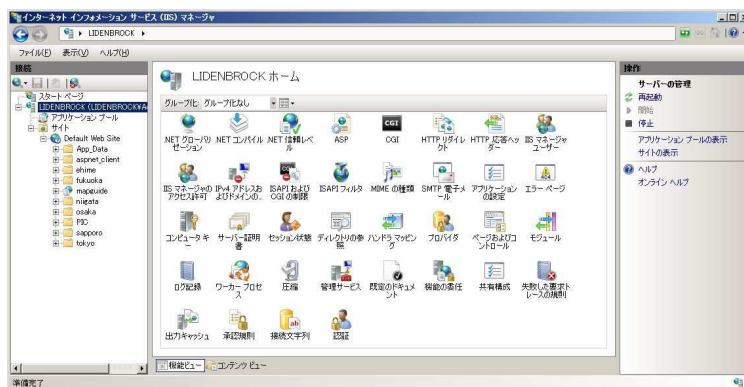 インターネット インフォメーション サービス (IIS) マネージャ
LIDENBROCK
ファイル(F) 表示(V) ヘルプ(H)
接続
スタート ページ
LIDENBROCK (LIDENBROCK¥A
アプリケーション プール
サイト
Default Web Site
App_Data
aspnet_client
ehime
fukuoka
mapguide
niigata
osaka
PIC
sapporo
tokyo
LIDENBROCK ホーム
グループ化: グループ化なし
.NET グローバリゼーション
.NET コンパイル
.NET 信頼レベル
ASP
CGI
HTTP リダイレクト
HTTP 応答ヘッダー
IIS マネージャ ユーザー
IIS マネージャのアクセス許可
IPv4 アドレスおよびドメインの...
ISAPI および CGI の制限
ISAPI フィルタ
MIME の種類
SMTP 電子メール
アプリケーションの設定
エラー ページ
コンピュータ キー
サーバー証明書
セッション状態
ディレクトリの参照
ハンドラ マッピング
プロバイダ
ページおよびコントロール
モジュール
ログ記録
ワーカー プロセス
圧縮
管理サービス
既定のドキュメント
機能の委任
共有構成
失敗した要求トレースの規則
出力キャッシュ
承認規則
接続文字列
認証
機能ビュー コンテンツ ビュー
操作
サーバーの管理
再起動
開始
停止
アプリケーション プールの表示
サイトの表示
ヘルプ
オンライン ヘルプ
準備完了